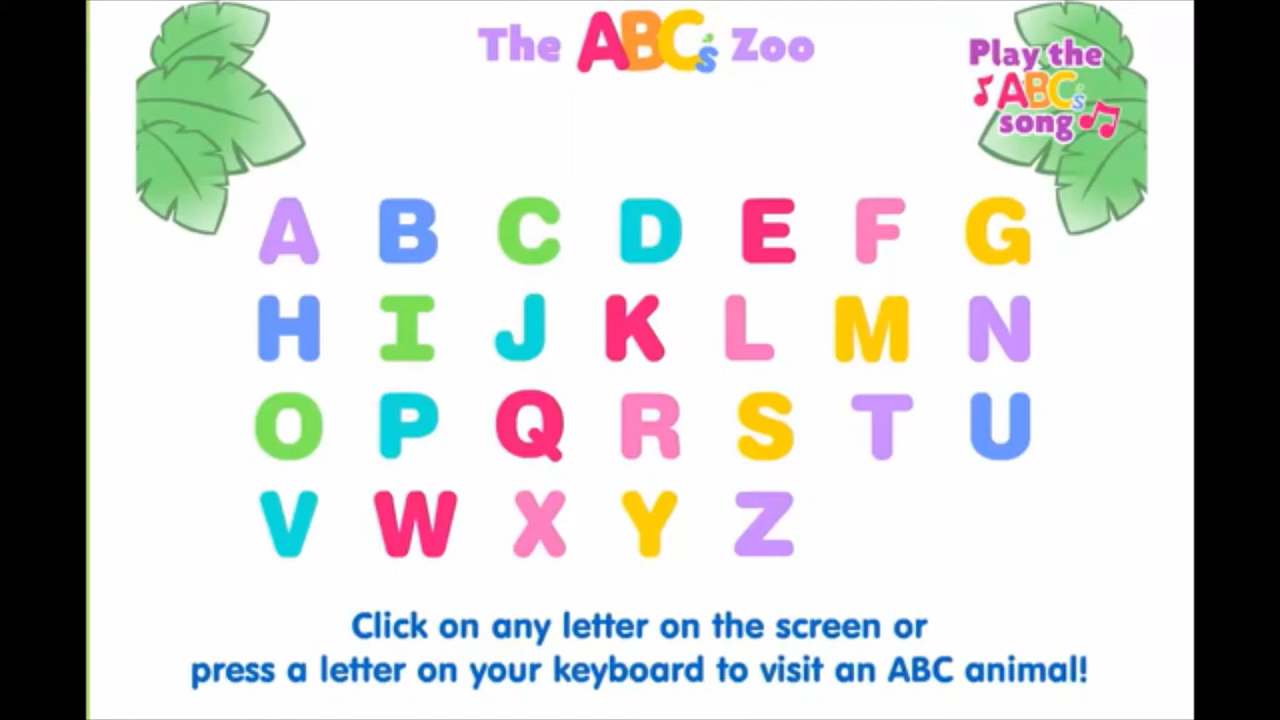 The ABC's Zoo
Play the
ABC's
song
A B C D E F G
H I J K L M N
O P Q R S T U
V W X Y Z
Click on any letter on the screen or
press a letter on your keyboard to visit an ABC animal!